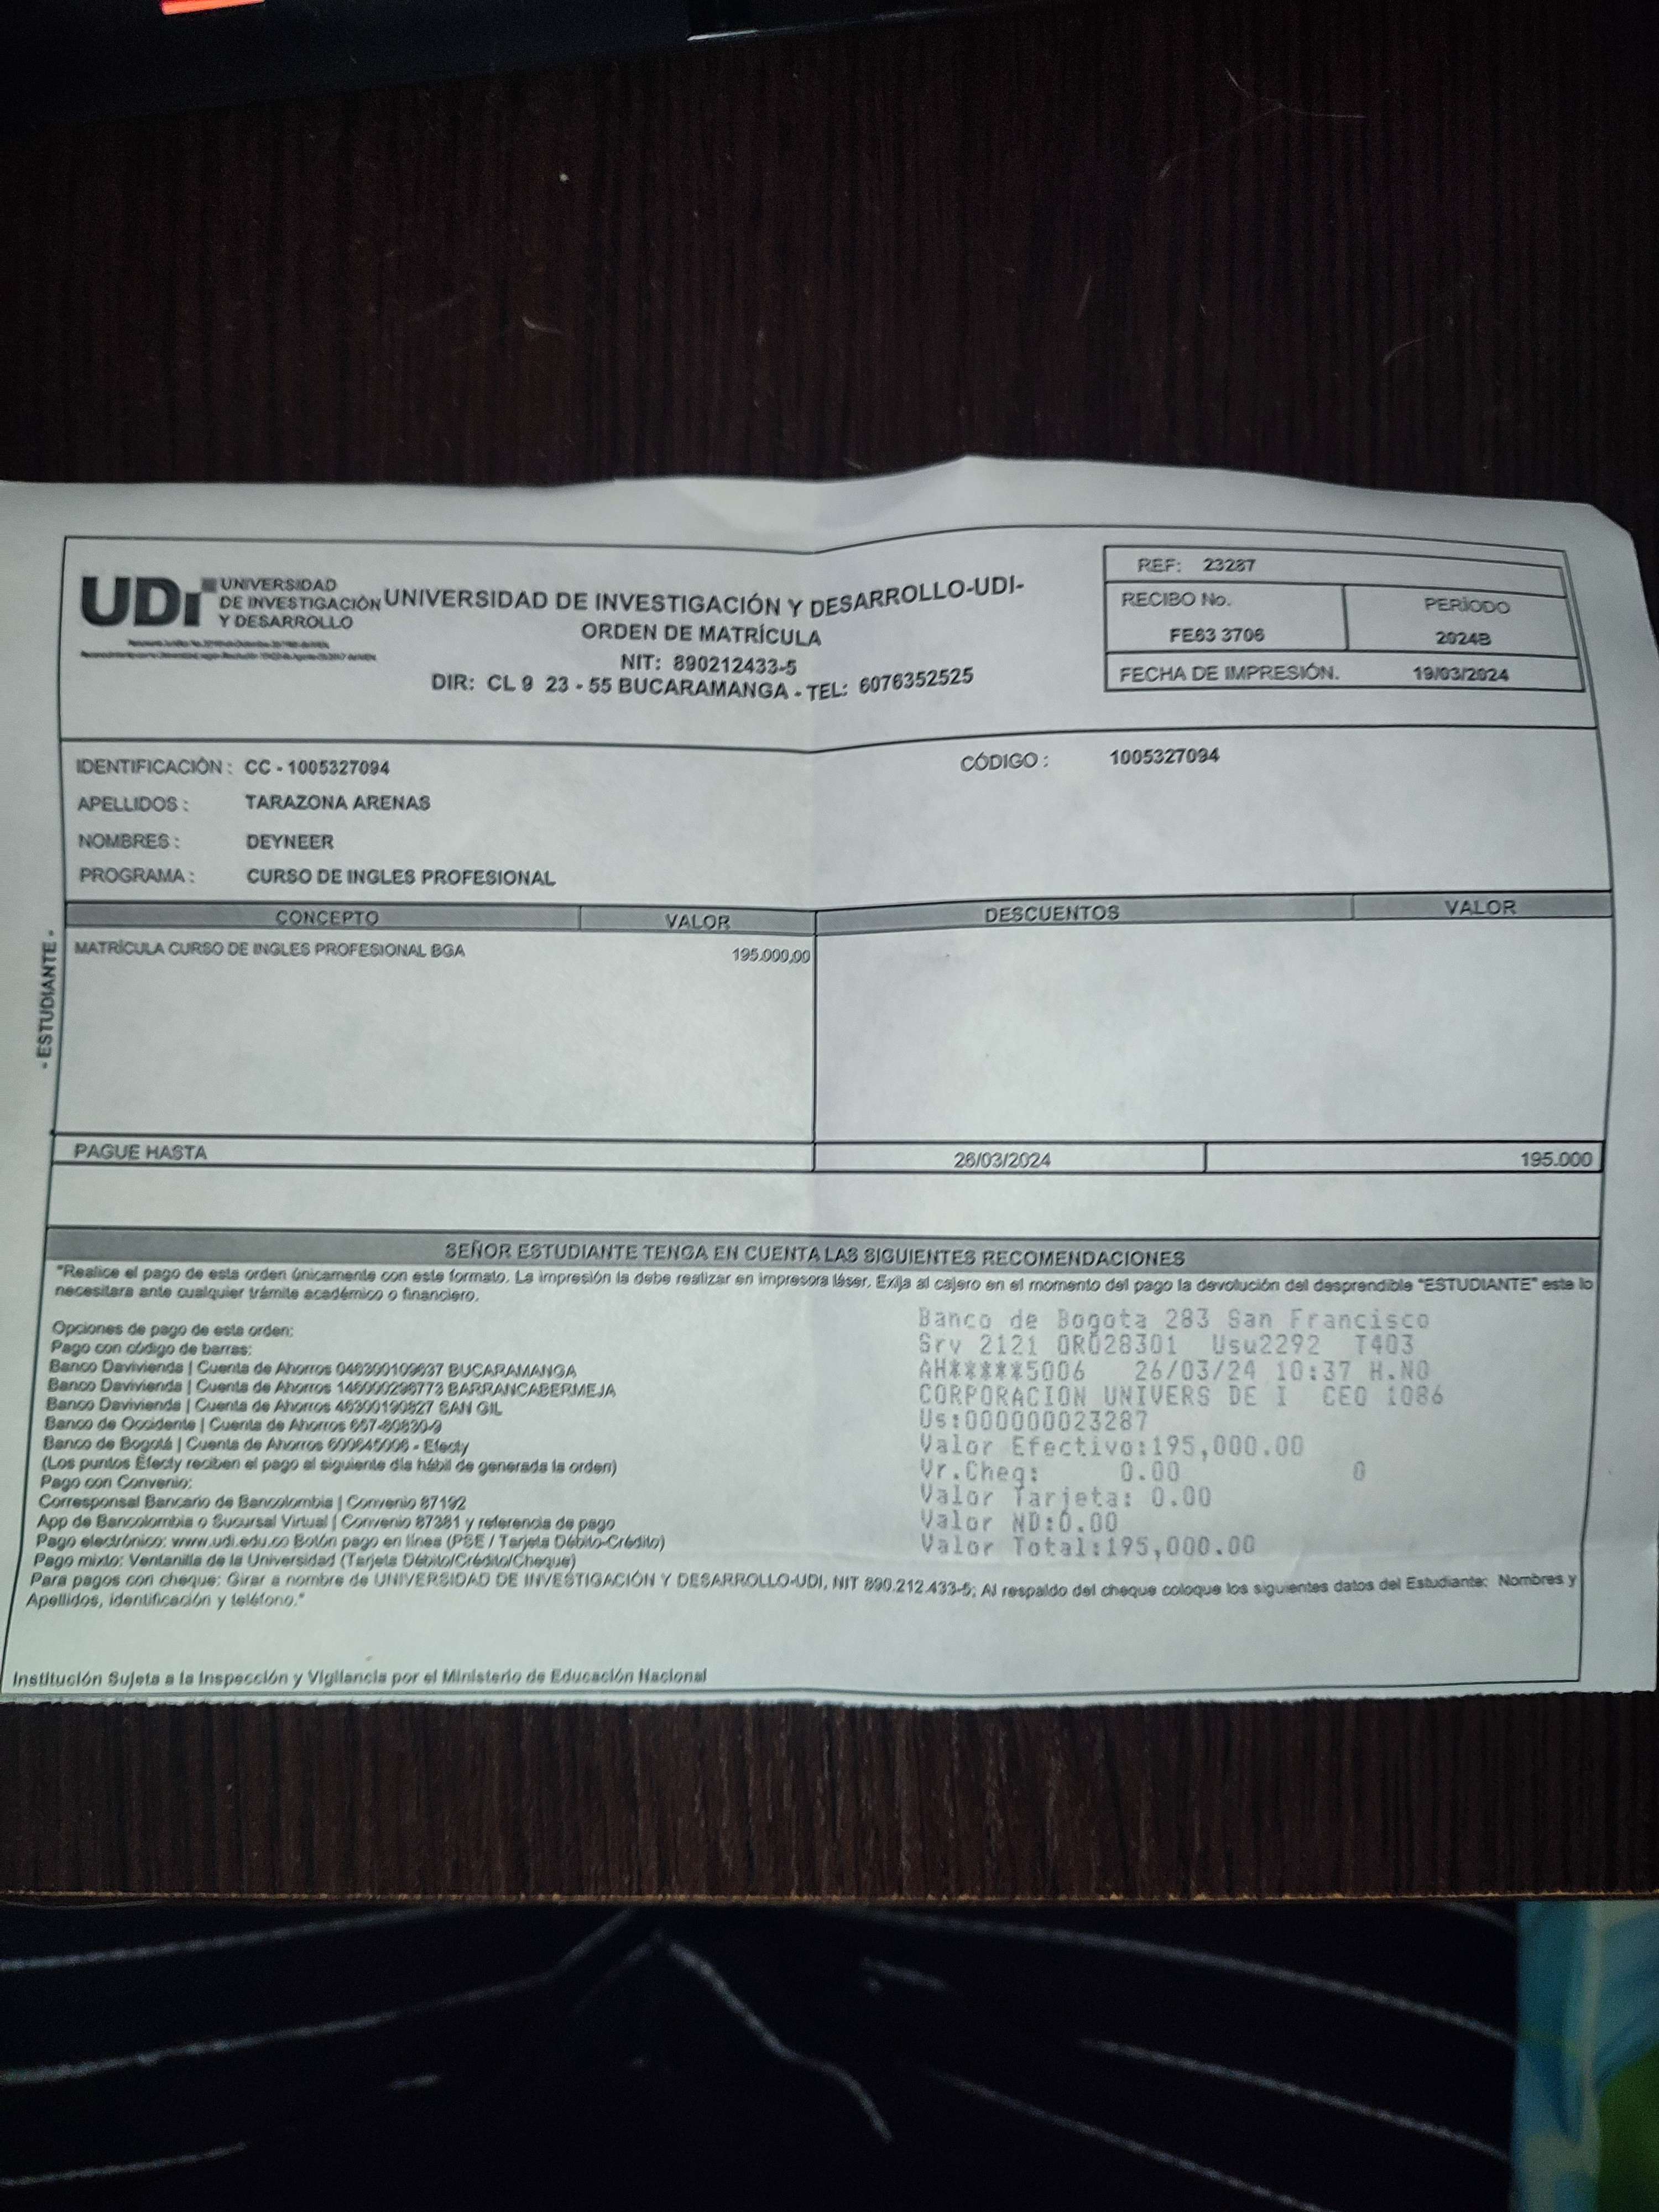 UDi UNIVERSIDAD
DE INVESTIGACIÓN
Y DESARROLLO
UNIVERSIDAD DE INVESTIGACIÓN Y DESARROLLO-UDI-
ORDEN DE MATRÍCULA
NIT: 890212433-5
DIR: CL 9 23 - 55 BUCARAMANGA - TEL: 6076352525
REF: 23287
RECIBO No. PERÍODO
FE63 3706 2024B
FECHA DE IMPRESIÓN. 19/03/2024
IDENTIFICACIÓN : CC - 1005327094 CÓDIGO : 1005327094
APELLIDOS : TARAZONA ARENAS
NOMBRES : DEYNEER
PROGRAMA : CURSO DE INGLES PROFESIONAL
- ESTUDIANTE -
CONCEPTO VALOR DESCUENTOS VALOR
MATRÍCULA CURSO DE INGLES PROFESIONAL BGA 195.000,00
PAGUE HASTA 26/03/2024 195.000
SEÑOR ESTUDIANTE TENGA EN CUENTA LAS SIGUIENTES RECOMENDACIONES
"Realice el pago de esta orden únicamente con este formato. La impresión la debe realizar en impresora láser. Exija al cajero en el momento del pago la devolución del desprendible "ESTUDIANTE" este lo
necesitara ante cualquier trámite académico o financiero.
Opciones de pago de esta orden:
Pago con código de barras:
Banco Davivienda | Cuenta de Ahorros 046300109637 BUCARAMANGA
Banco Davivienda | Cuenta de Ahorros 146000296773 BARRANCABERMEJA
Banco Davivienda | Cuenta de Ahorros 46300190827 SAN GIL
Banco de Occidente | Cuenta de Ahorros 657-80830-9
Banco de Bogotá | Cuenta de Ahorros 600645006 - Efecty
(Los puntos Efecty reciben el pago al siguiente día hábil de generada la orden)
Pago con Convenio:
Corresponsal Bancario de Bancolombia | Convenio 87192
App de Bancolombia o Sucursal Virtual | Convenio 87381 y referencia de pago
Pago electrónico: www.udi.edu.co Botón pago en línea (PSE / Tarjeta Débito-Crédito)
Pago mixto: Ventanilla de la Universidad (Tarjeta Débito/Crédito/Cheque)
Para pagos con cheque: Girar a nombre de UNIVERSIDAD DE INVESTIGACIÓN Y DESARROLLO-UDI, NIT 890.212.433-5; Al respaldo del cheque coloque los siguientes datos del Estudiante: Nombres y
Apellidos, identificación y teléfono."
Banco de Bogota 283 San Francisco
Srv 2121 OR028301 Usu2292 T403
AH*****5006 26/03/24 10:37 H.NO
CORPORACION UNIVERS DE I CEO 1086
Us:000000023287
Valor Efectivo:195,000.00
Vr.Cheq: 0.00 0
Valor Tarjeta: 0.00
Valor ND:0.00
Valor Total:195,000.00
Institución Sujeta a la Inspección y Vigilancia por el Ministerio de Educación Nacional